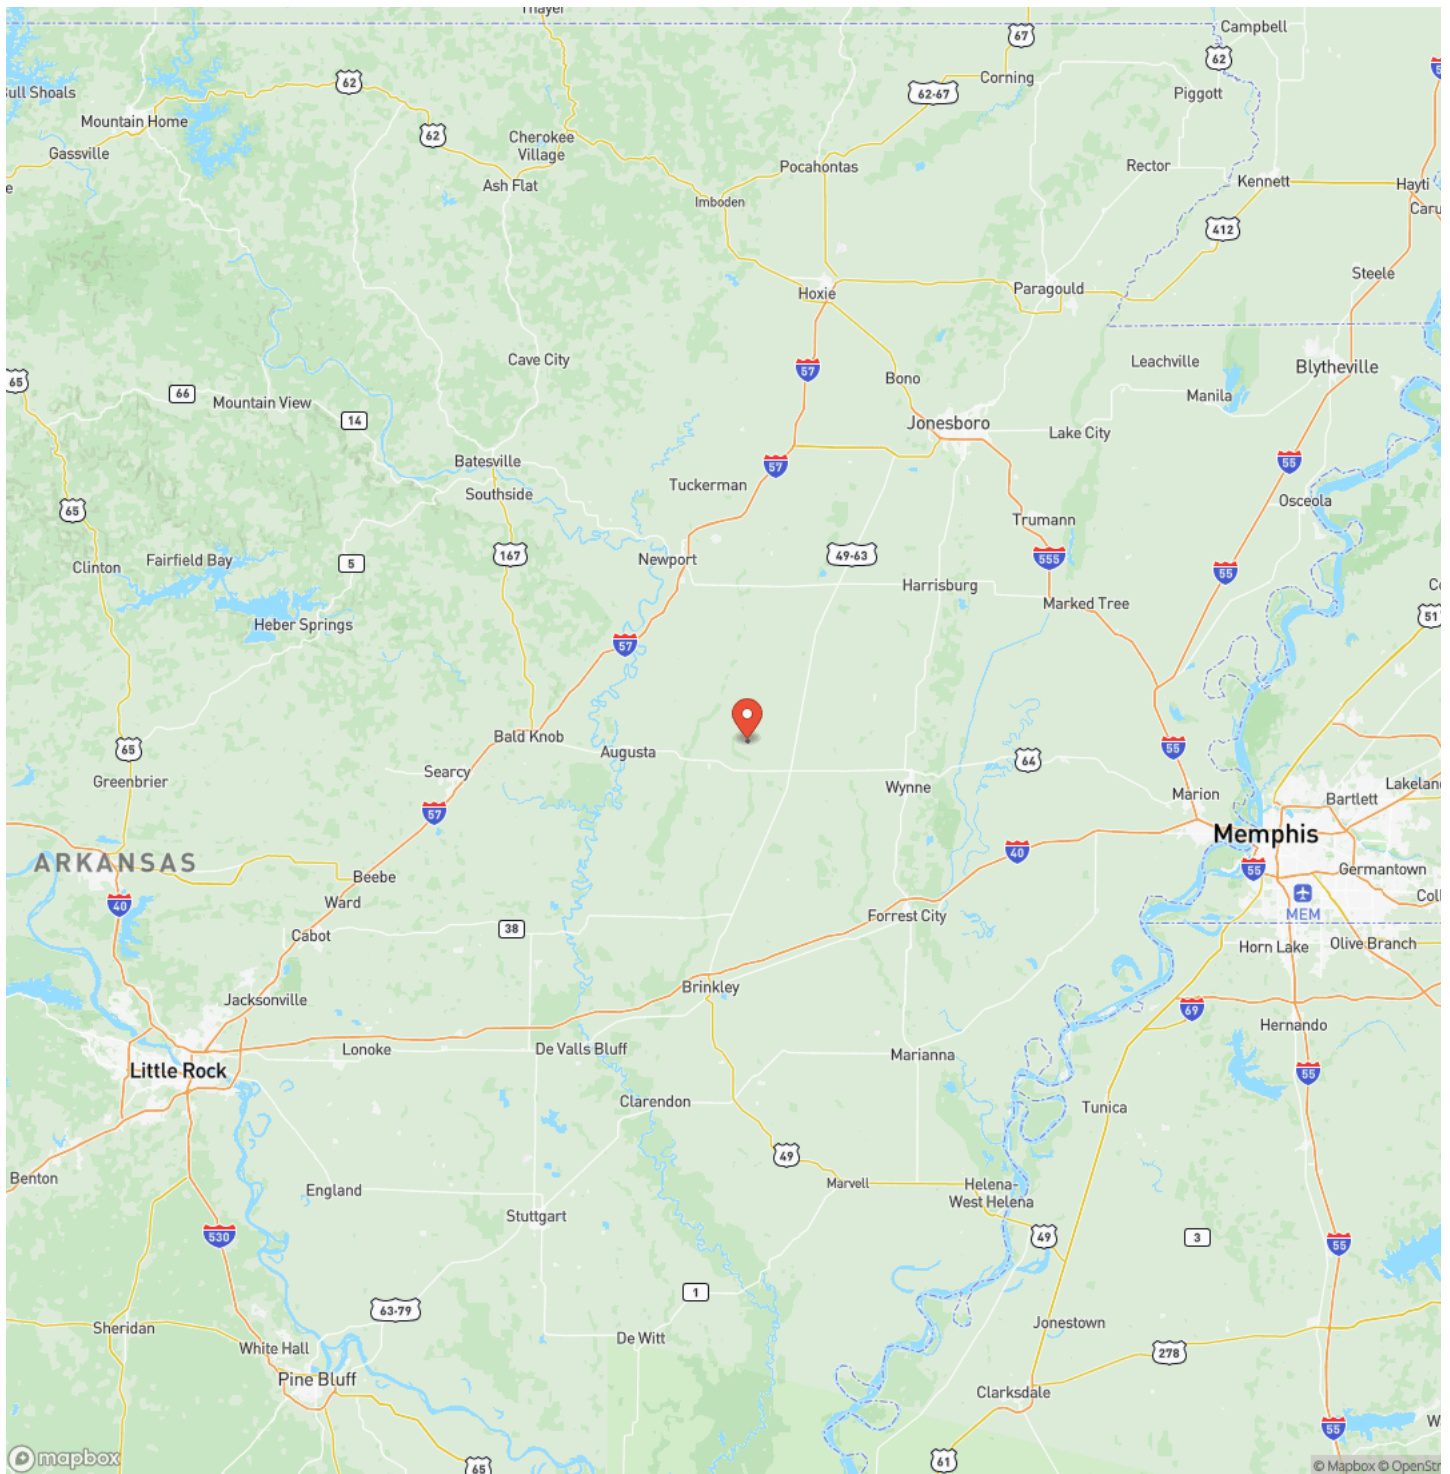 Thayer
Campbell
67
62
Corning
62
62-67
Bull Shoals
Piggott
Mountain Home
62
Cherokee
Village
Gassville
Pocahontas
Rector
Ash Flat
Kennett
Hayti
Imboden
412
Steele
Hoxie
Paragould
Cave City
Leachville
Blytheville
57
65
66
Bono
Manila
Mountain View
14
Jonesboro
Lake City
Batesville
57
55
Southside
Tuckerman
Osceola
65
Trumann
Newport
167
49-63
555
Fairfield Bay
5
Clinton
55
Harrisburg
Marked Tree
Heber Springs
51
57
Bald Knob
Augusta
65
55
64
Searcy
Greenbrier
Wynne
Marion
Bartlett
57
Memphis
ARKANSAS
40
55
Germantown
Beebe
MEM
40
Ward
Forrest City
38
Cabot
Horn Lake
Olive Branch
Brinkley
Jacksonville
69
Hernando
Lonoke
De Valls Bluff
Marianna
Little Rock
55
Clarendon
Tunica
49
Benton
Marvell
England
Helena-
West Helena
Stuttgart
530
49
3
55
1
63-79
Sheridan
De Witt
Jonestown
White Hall
278
Pine Bluff
Clarksdale
55
mapbox
61
65
© Mapbox © OpenStr